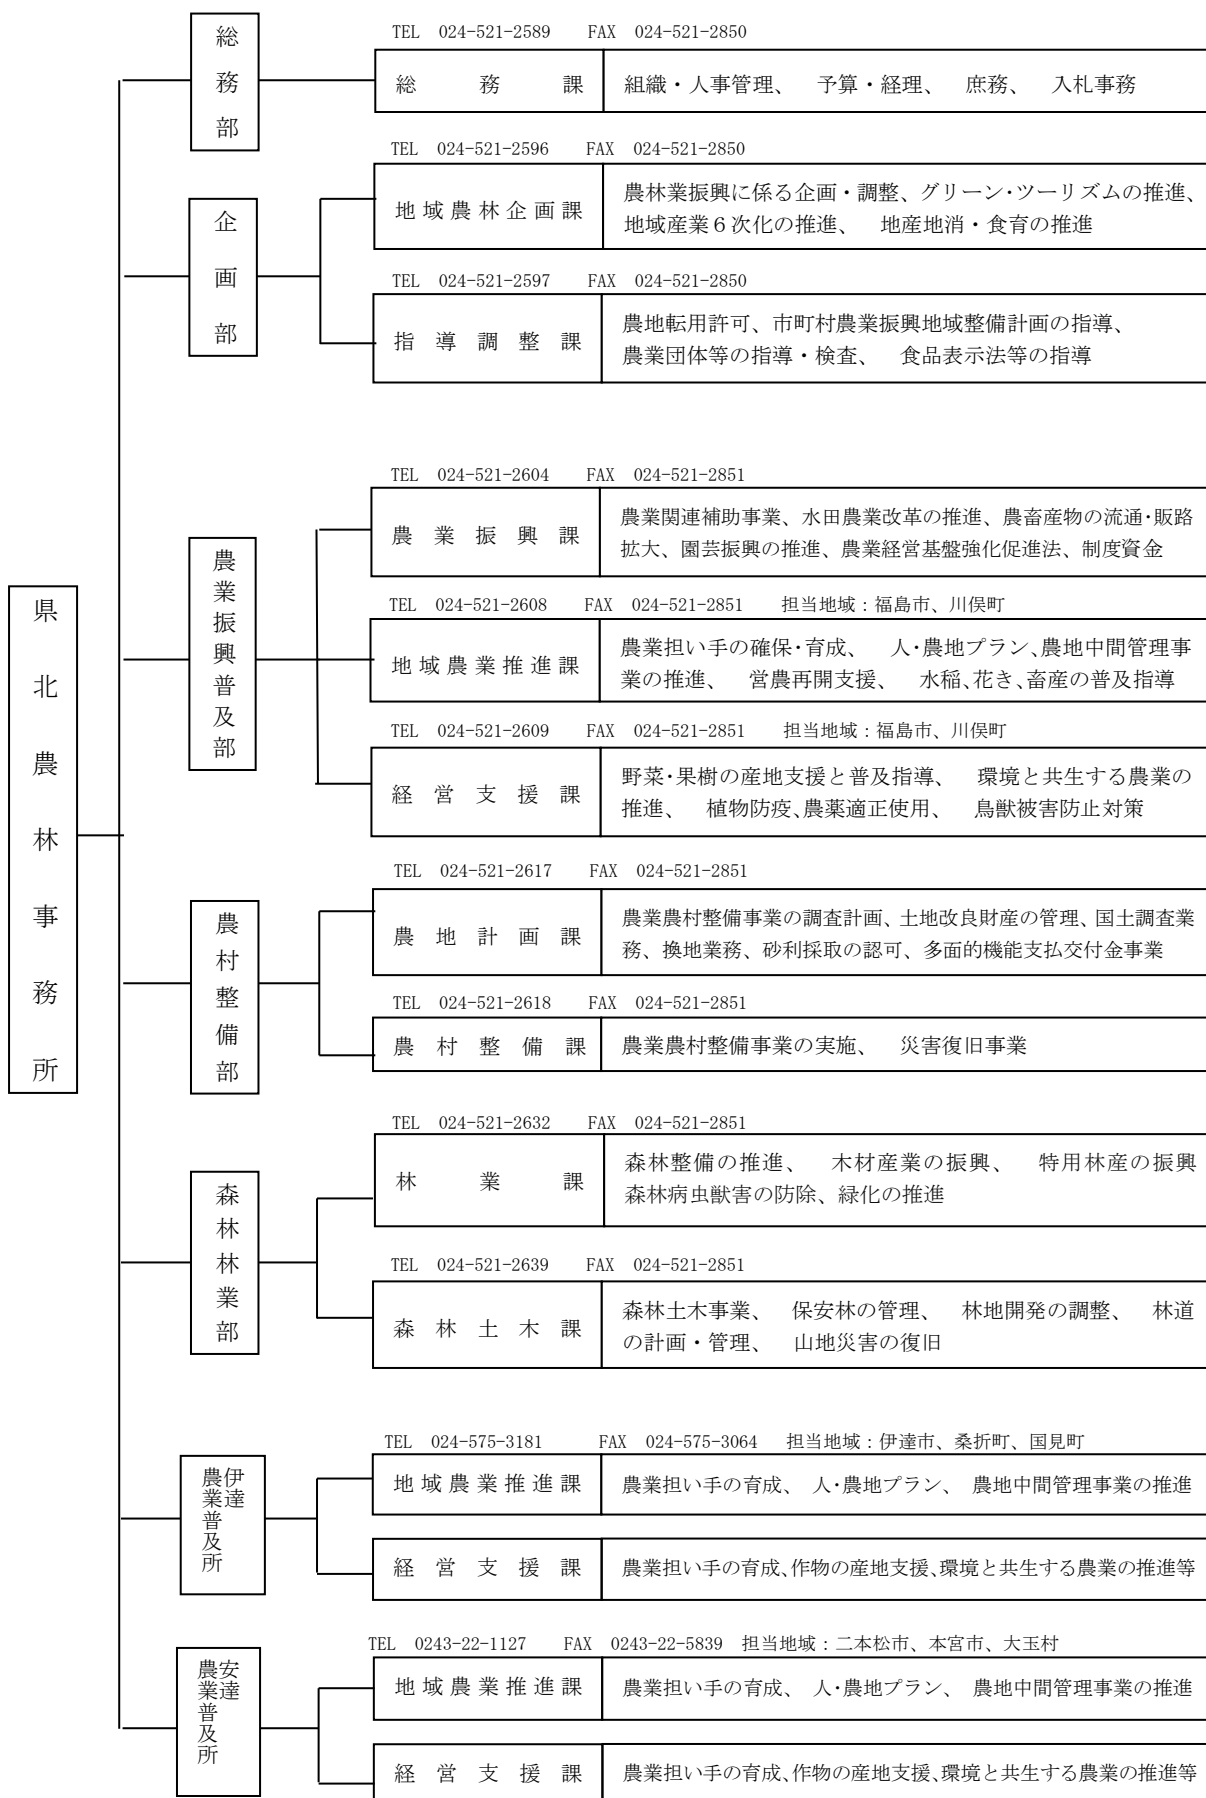 県北農林事務所
総務部
TEL 024-521-2589 FAX 024-521-2850
総務課
組織・人事管理、 予算・経理、 庶務、 入札事務
企画部
TEL 024-521-2596 FAX 024-521-2850
地域農林企画課
農林業振興に係る企画・調整、グリーン・ツーリズムの推進、
地域産業6次化の推進、 地産地消・食育の推進
TEL 024-521-2597 FAX 024-521-2850
指導調整課
農地転用許可、市町村農業振興地域整備計画の指導、
農業団体等の指導・検査、 食品表示法等の指導
農業振興普及部
TEL 024-521-2604 FAX 024-521-2851
農業振興課
農業関連補助事業、水田農業改革の推進、農畜産物の流通・販路
拡大、園芸振興の推進、農業経営基盤強化促進法、制度資金
TEL 024-521-2608 FAX 024-521-2851 担当地域：福島市、川俣町
地域農業推進課
農業担い手の確保・育成、 人・農地プラン、農地中間管理事
業の推進、 営農再開支援、 水稲、花き、畜産の普及指導
TEL 024-521-2609 FAX 024-521-2851 担当地域：福島市、川俣町
経営支援課
野菜・果樹の産地支援と普及指導、 環境と共生する農業の
推進、 植物防疫、農薬適正使用、 鳥獣被害防止対策
農村整備部
TEL 024-521-2617 FAX 024-521-2851
農地計画課
農業農村整備事業の調査計画、土地改良財産の管理、国土調査業
務、換地業務、砂利採取の認可、多面的機能支払交付金事業
TEL 024-521-2618 FAX 024-521-2851
農村整備課
農業農村整備事業の実施、 災害復旧事業
森林林業部
TEL 024-521-2632 FAX 024-521-2851
林業課
森林整備の推進、 木材産業の振興、 特用林産の振興
森林病虫獣害の防除、緑化の推進
TEL 024-521-2639 FAX 024-521-2851
森林土木課
森林土木事業、 保安林の管理、 林地開発の調整、 林道
の計画・管理、 山地災害の復旧
伊達
農業普及所
TEL 024-575-3181 FAX 024-575-3064 担当地域：伊達市、桑折町、国見町
地域農業推進課
農業担い手の育成、 人・農地プラン、 農地中間管理事業の推進
経営支援課
農業担い手の育成、作物の産地支援、環境と共生する農業の推進等
安達
農業普及所
TEL 0243-22-1127 FAX 0243-22-5839 担当地域：二本松市、本宮市、大玉村
地域農業推進課
農業担い手の育成、 人・農地プラン、 農地中間管理事業の推進
経営支援課
農業担い手の育成、作物の産地支援、環境と共生する農業の推進等